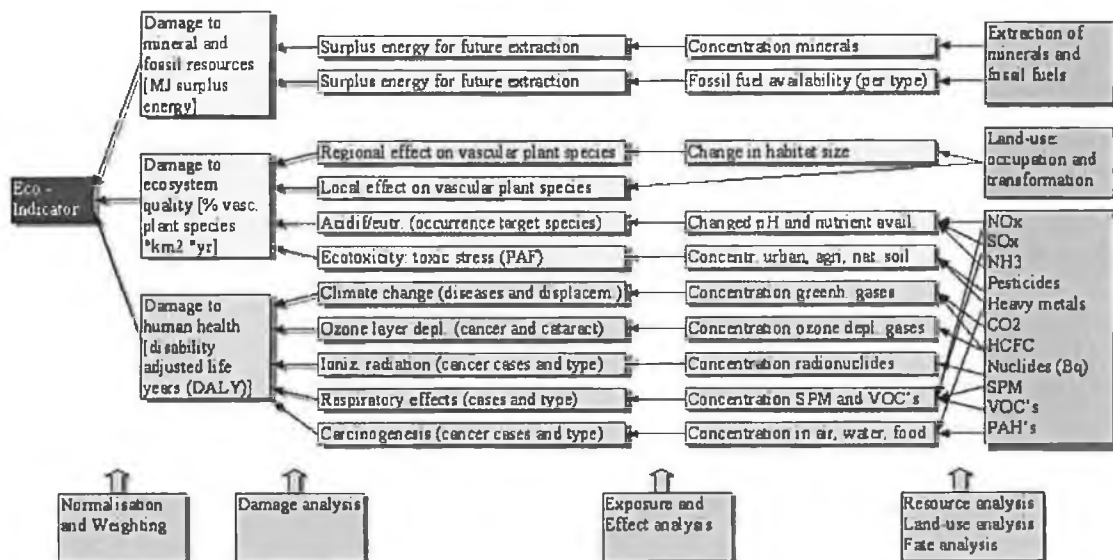 Damage to
mineral and
fossil resources
[MJ surplus
energy]
Surplus energy for future extraction
Concentration minerals
Surplus energy for future extraction
Fossil fuel availability (per type)
Extraction of
minerals and
fossil fuels
Eco -
Indicator
Damage to
ecosystem
quality [% vasc.
plant species
*km2 *yr]
Regional effect on vascular plant species
Change in habitat size
Local effect on vascular plant species
Acidif/eutr. (occurrence target species)
Changed pH and nutrient avail.
Ecotoxicity: toxic stress (PAF)
Concentr. urban, agri, nat. soil
Land-use:
occupation and
transformation
Damage to
human health
[disability
adjusted life
years (DALY)]
Climate change (diseases and displacem.)
Concentration greenh. gases
Ozone layer depl. (cancer and cataract)
Concentration ozone depl. gases
Ioniz. radiation (cancer cases and type)
Concentration radionuclides
Respiratory effects (cases and type)
Concentration SPM and VOC's
Carcinogenesis (cancer cases and type)
Concentration in air, water, food
NOx
SOx
NH3
Pesticides
Heavy metals
CO2
HCFC
Nuclides (Bq)
SPM
VOC's
PAH's
Normalisation
and Weighting
Damage analysis
Exposure and
Effect analysis
Resource analysis
Land-use analysis
Fate analysis